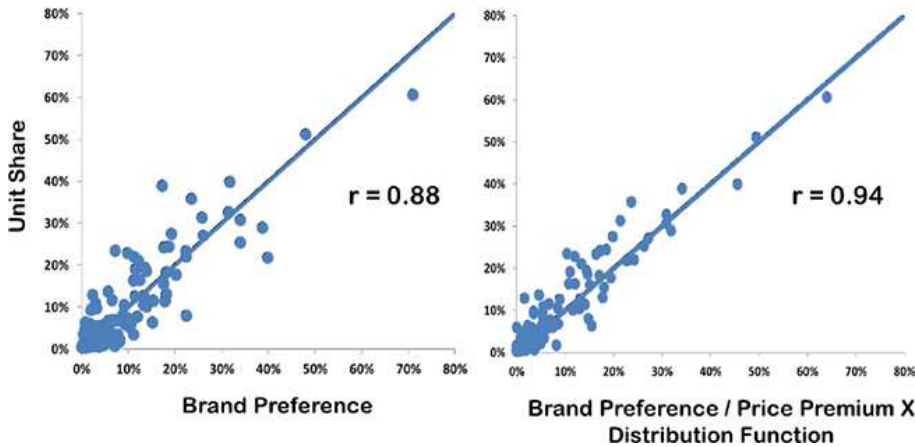 80%
70%
60%
50%
40%
30%
20%
10%
0%
Unit Share
r = 0.88
0% 10% 20% 30% 40% 50% 60% 70% 80%
Brand Preference
80%
70%
60%
50%
40%
30%
20%
10%
0%
r = 0.94
0% 10% 20% 30% 40% 50% 60% 70% 80%
Brand Preference / Price Premium X
Distribution Function